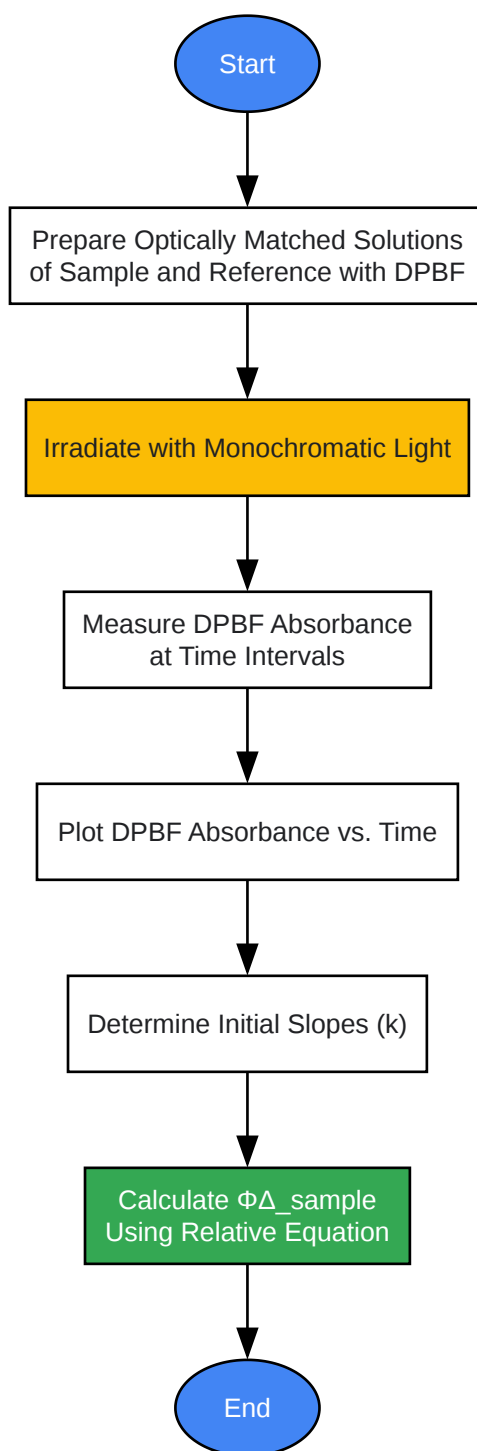 Start
Prepare Optically Matched Solutions
of Sample and Reference with DPBF
Irradiate with Monochromatic Light
Measure DPBF Absorbance
at Time Intervals
Plot DPBF Absorbance vs. Time
Determine Initial Slopes (k)
Calculate ΦΔ_sample
Using Relative Equation
End